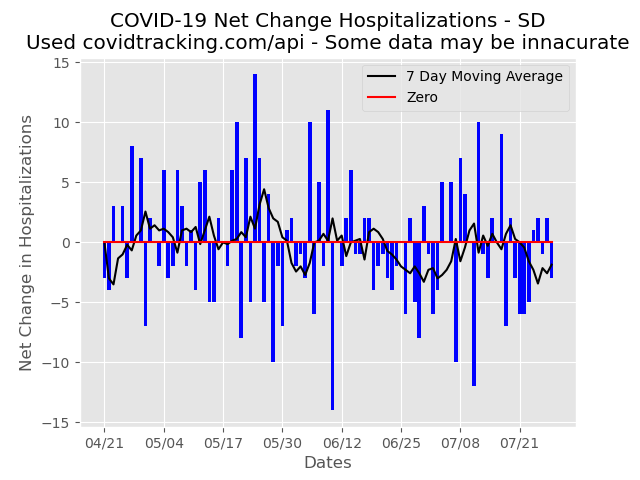 COVID-19 Net Change Hospitalizations - SD
Used covidtracking.com/api - Some data may be innacurate
7 Day Moving Average
Zero
Net Change in Hospitalizations
15
10
5
0
−5
−10
−15
04/21 05/04 05/17 05/30 06/12 06/25 07/08 07/21
Dates